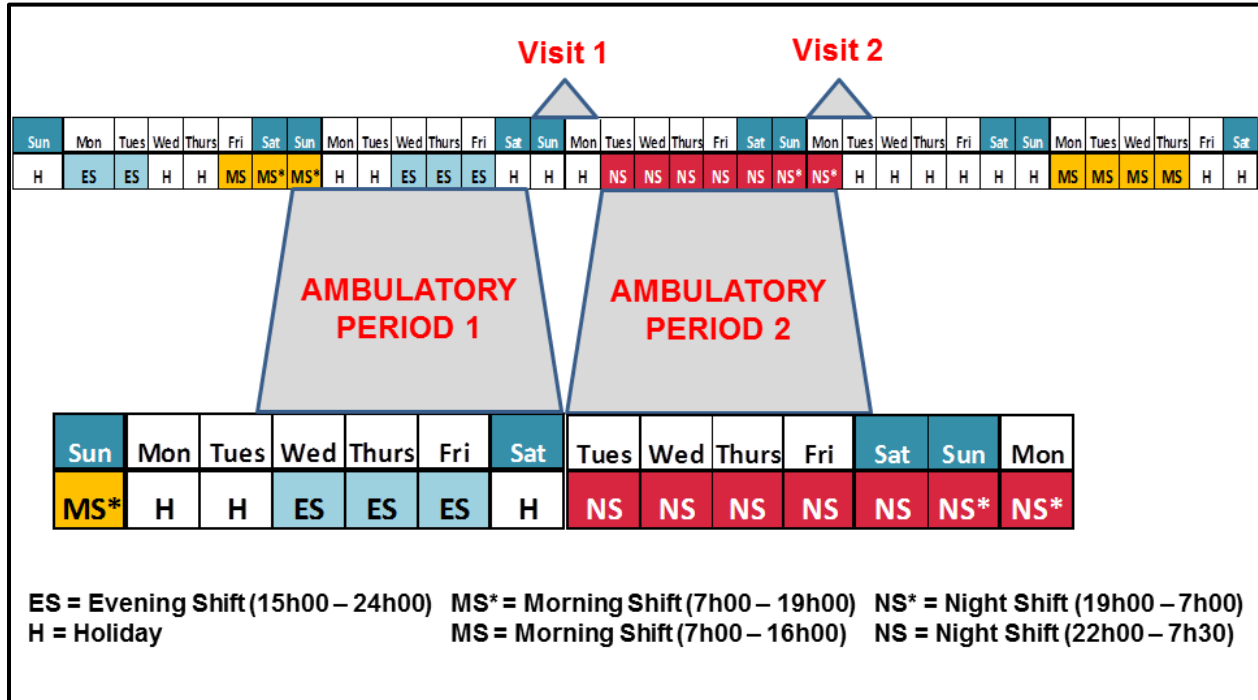 Visit 1 Visit 2
Sun Mon Tues Wed Thurs Fri Sat Sun Mon Tues Wed Thurs Fri Sat Sun Mon Tues Wed Thurs Fri Sat Sun Mon Tues Wed Thurs Fri Sat Sun Mon Tues Wed Thurs Fri Sat
H ES ES H H MS MS* MS* H H ES ES ES H H H NS NS NS NS NS NS* NS* H H H H H H MS MS MS MS H H
AMBULATORY
PERIOD 1
AMBULATORY
PERIOD 2
Sun Mon Tues Wed Thurs Fri Sat Tues Wed Thurs Fri Sat Sun Mon
MS* H H ES ES ES H NS NS NS NS NS NS* NS*
ES = Evening Shift (15h00 – 24h00) MS* = Morning Shift (7h00 – 19h00) NS* = Night Shift (19h00 – 7h00)
H = Holiday MS = Morning Shift (7h00 – 16h00) NS = Night Shift (22h00 – 7h30)